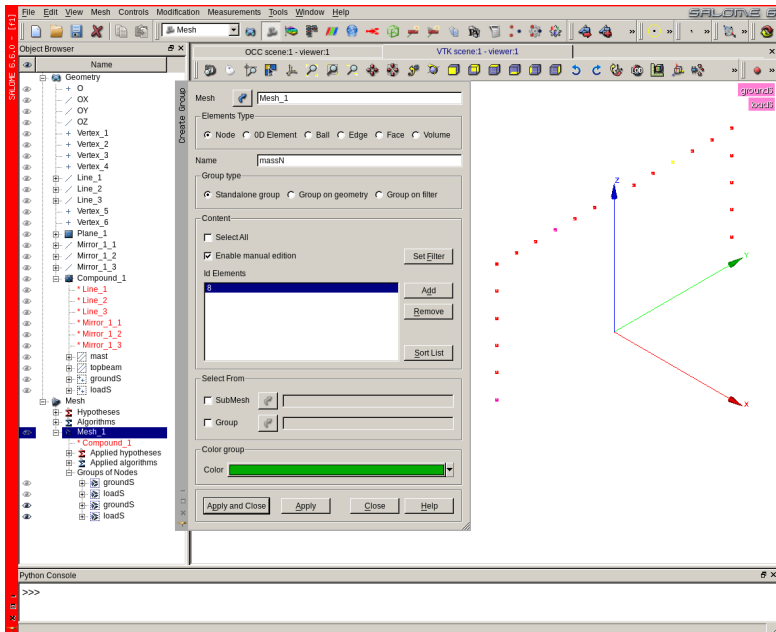 File Edit View Mesh Controls Modification Measurements Tools Window Help
SALOME 6
SALOME 6.6.0 - [f1]
Mesh
»
»
»
»
Object Browser
OCC scene:1 - viewer:1
VTK scene:1 - viewer:1
Name
Geometry
O
OX
OY
OZ
Vertex_1
Vertex_2
Vertex_3
Vertex_4
Line_1
Line_2
Line_3
Vertex_5
Vertex_6
Plane_1
Mirror_1_1
Mirror_1_2
Mirror_1_3
Compound_1
* Line_1
* Line_2
* Line_3
* Mirror_1_1
* Mirror_1_2
* Mirror_1_3
mast
topbeam
groundS
loadS
Mesh
Hypotheses
Algorithms
Mesh_1
* Compound_1
Applied hypotheses
Applied algorithms
Groups of Nodes
groundS
loadS
groundS
loadS
Create Group
Mesh
Mesh_1
Elements Type
Node 0D Element Ball Edge Face Volume
Name
massN
Group type
Standalone group Group on geometry Group on filter
Content
Select All
Enable manual edition
Set Filter
Id Elements
8
Add
Remove
Sort List
Select From
SubMesh
Group
Color group
Color
Apply and Close Apply Close Help
groundS
loadS
Z
Y
X
Python Console
>>>